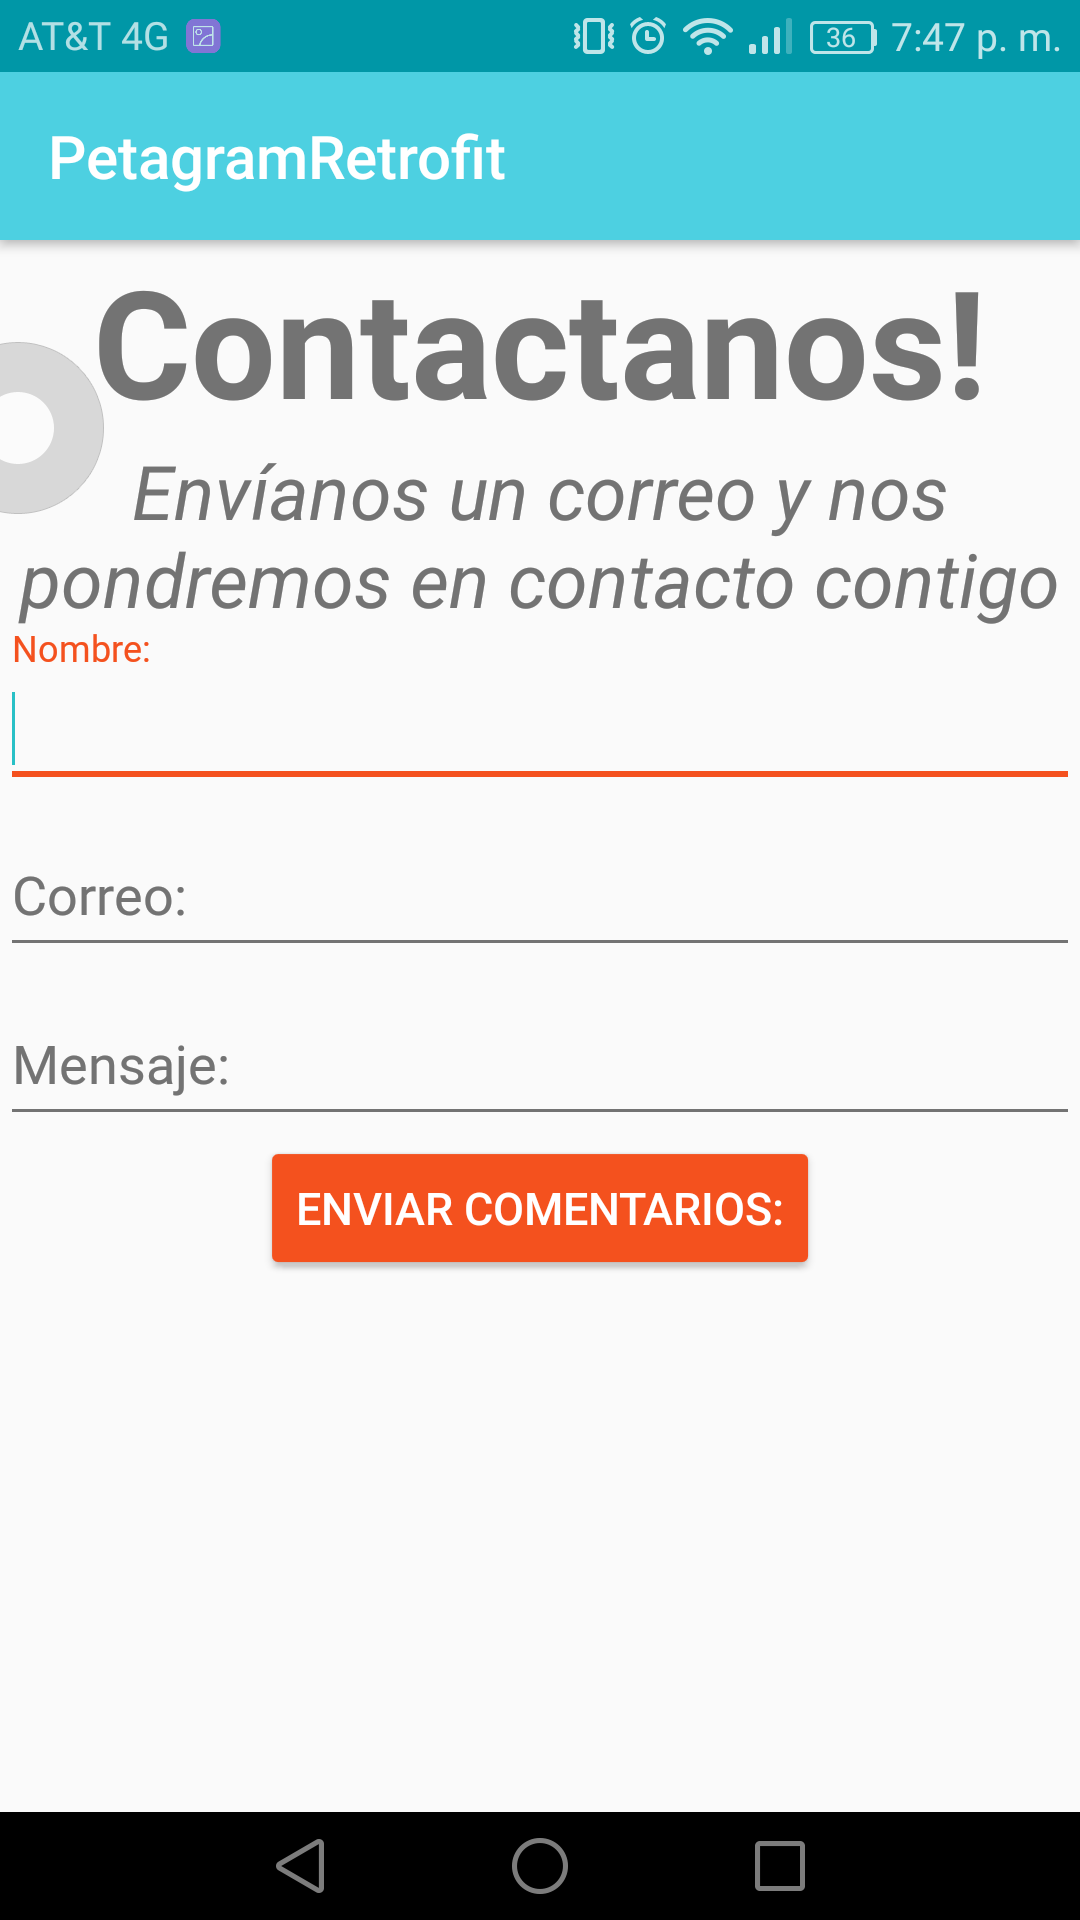 AT&T 4G 36 7:47 p. m.
PetagramRetrofit
Contactanos!
Envíanos un correo y nos
pondremos en contacto contigo
Nombre:
Correo:
Mensaje:
ENVIAR COMENTARIOS: